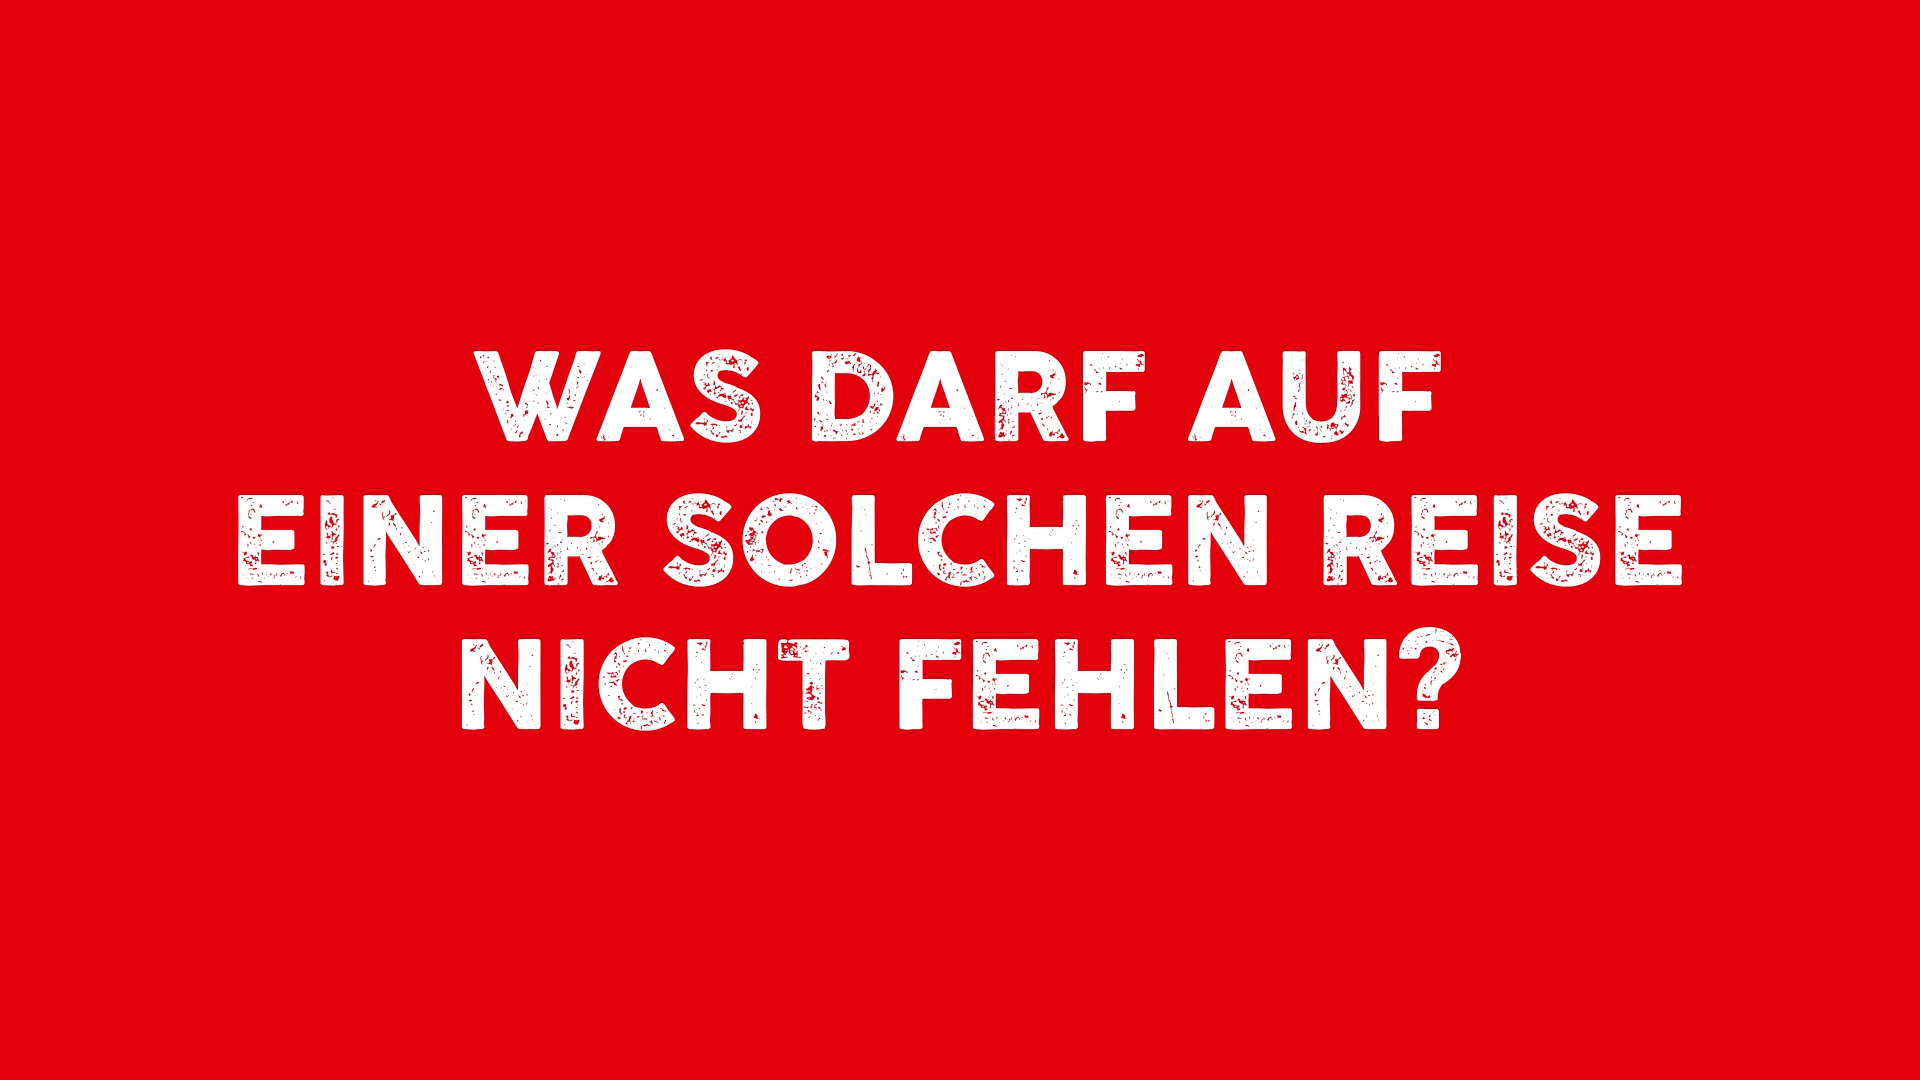 WAS DARF AUF
EINER SOLCHEN REISE
NICHT FEHLEN?